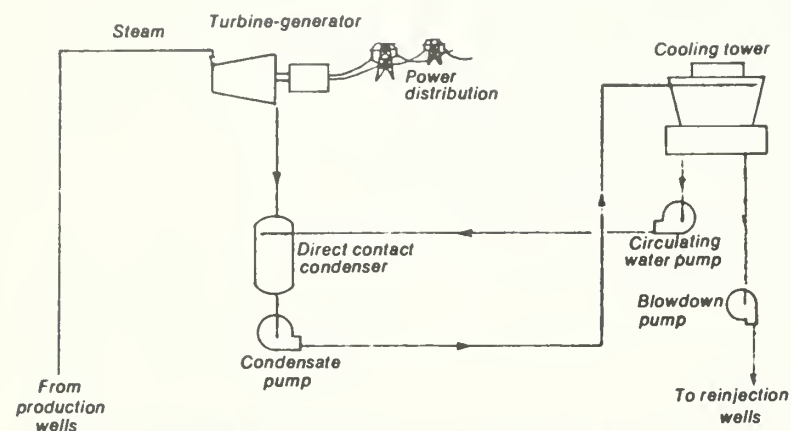 Turbine-generator
Steam
Power
distribution
Cooling tower
Direct contact
condenser
Circulating
water pump
Blowdown
pump
Condensate
pump
From
production
wells
To reinjection
wells